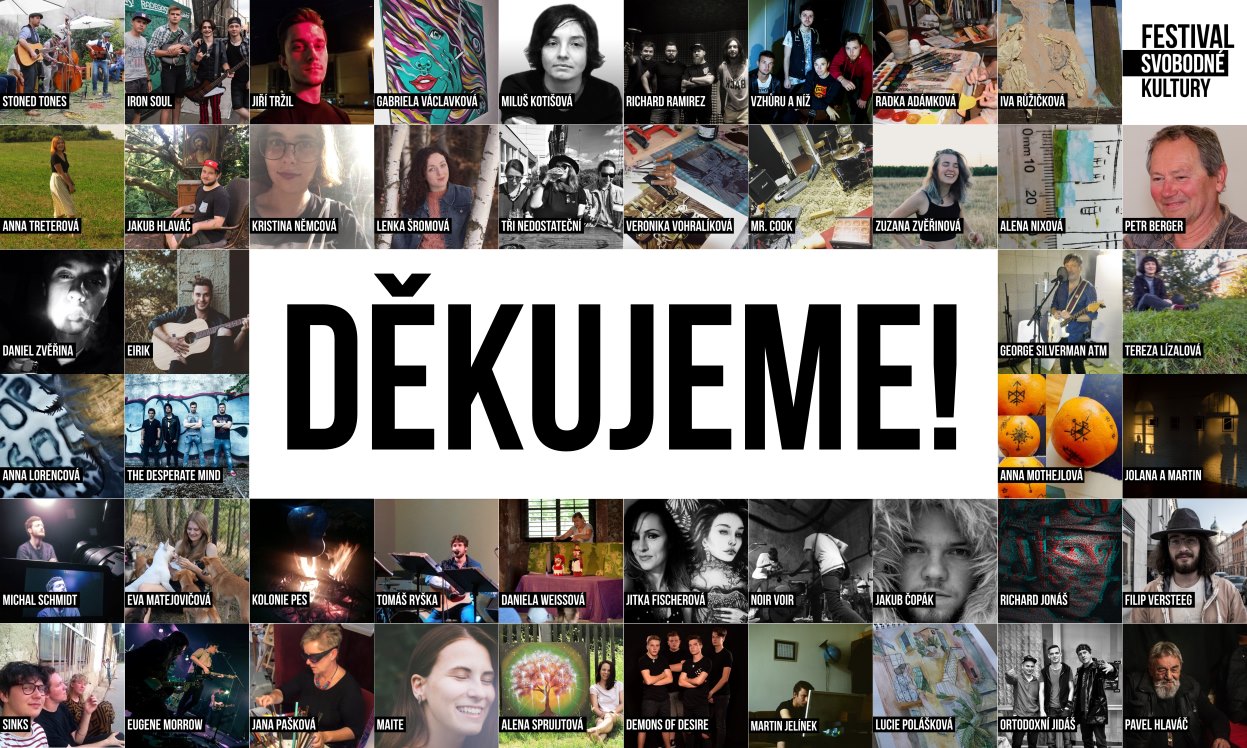 STONED TONES
IRON SOUL
JIŘÍ TRŽIL
GABRIELA VÁCLAVKOVÁ
MILUŠ KOTIŠOVÁ
RICHARD RAMIREZ
VZHŮRU A NÍŽ
RADKA ADÁMKOVÁ
IVA RŮŽIČKOVÁ
FESTIVAL
SVOBODNÉ
KULTURY
ANNA TRETEROVÁ
JAKUB HLAVÁČ
KRISTINA NĚMCOVÁ
LENKA ŠROMOVÁ
TŘI NEDOSTATEČNÍ
VERONIKA VOHRALÍKOVÁ
MR. COOK
ZUZANA ZVĚŘINOVÁ
0mm 10 20
ALENA NIXOVÁ
PETR BERGER
DANIEL ZVĚŘINA
EIRIK
DĚKUJEME!
GEORGE SILVERMAN ATM
TEREZA LÍZALOVÁ
ANNA LORENCOVÁ
THE DESPERATE MIND
ANNA MOTHEJLOVÁ
JOLANA A MARTIN
MICHAL SCHMIDT
EVA MATEJOVIČOVÁ
KOLONIE PES
TOMÁŠ RYŠKA
DANIELA WEISSOVÁ
JITKA FISCHEROVÁ
NOIR VOIR
JAKUB ČOPÁK
RICHARD JONÁŠ
FILIP VERSTEEG
SINKS
EUGENE MORROW
JANA PAŠKOVÁ
MAITE
ALENA SPRUIJTOVÁ
DEMONS OF DESIRE
MARTIN JELÍNEK
LUCIE POLÁŠKOVÁ
ORTODOXNÍ JIDÁŠ
PAVEL HLAVÁČ